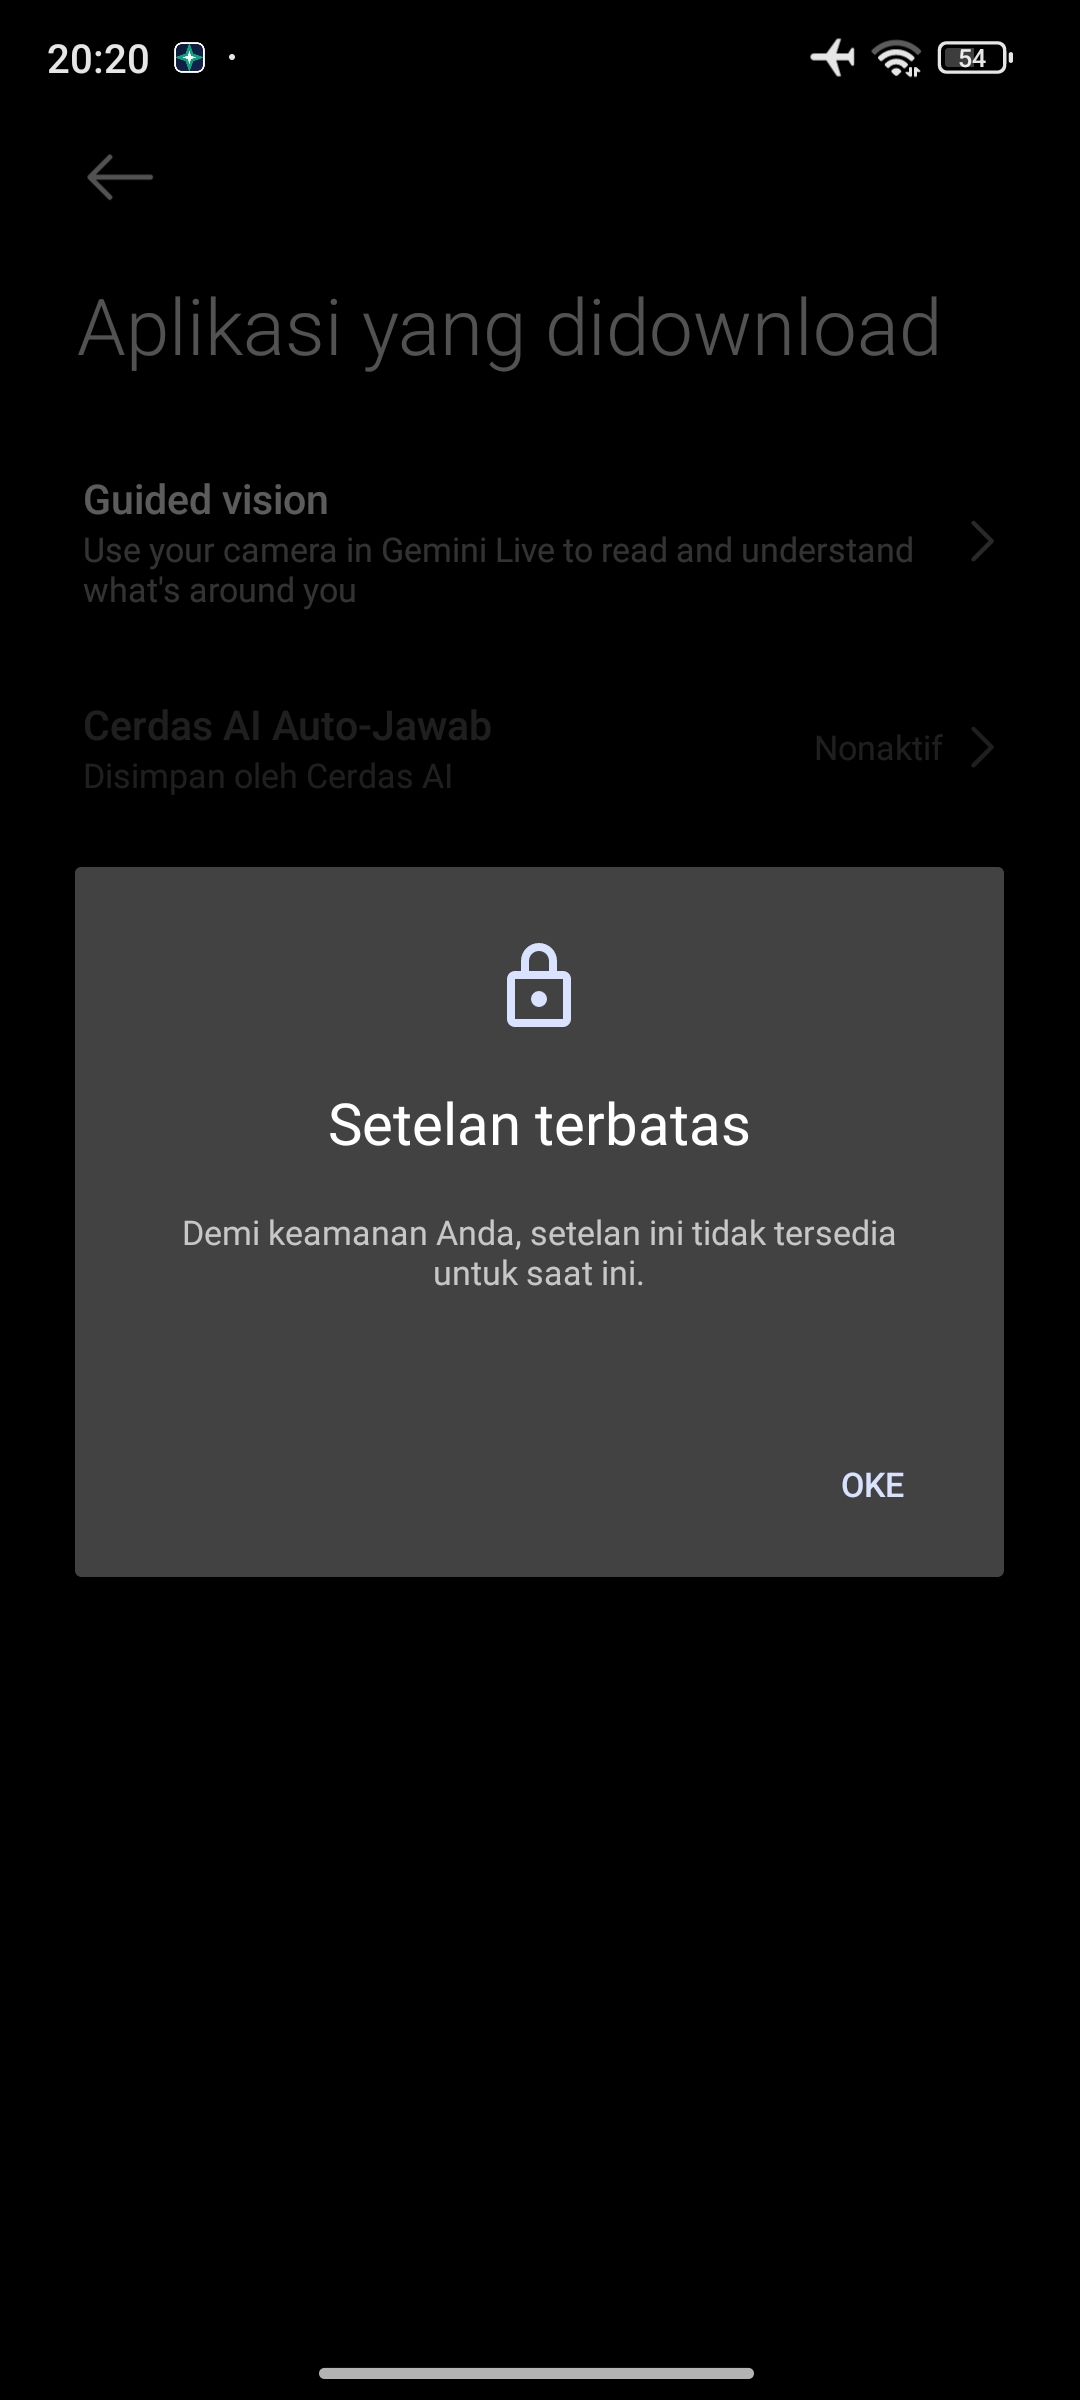 20:20
54
Aplikasi yang didownload
Guided vision
Use your camera in Gemini Live to read and understand
what's around you
Cerdas AI Auto-Jawab
Disimpan oleh Cerdas AI
Nonaktif
Setelan terbatas
Demi keamanan Anda, setelan ini tidak tersedia
untuk saat ini.
OKE